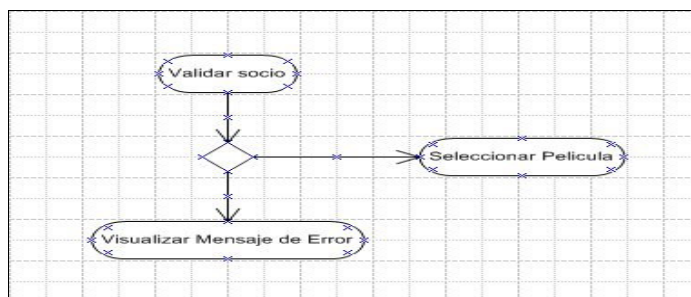 Validar socio
Seleccionar Pelicula
Visualizar Mensaje de Error